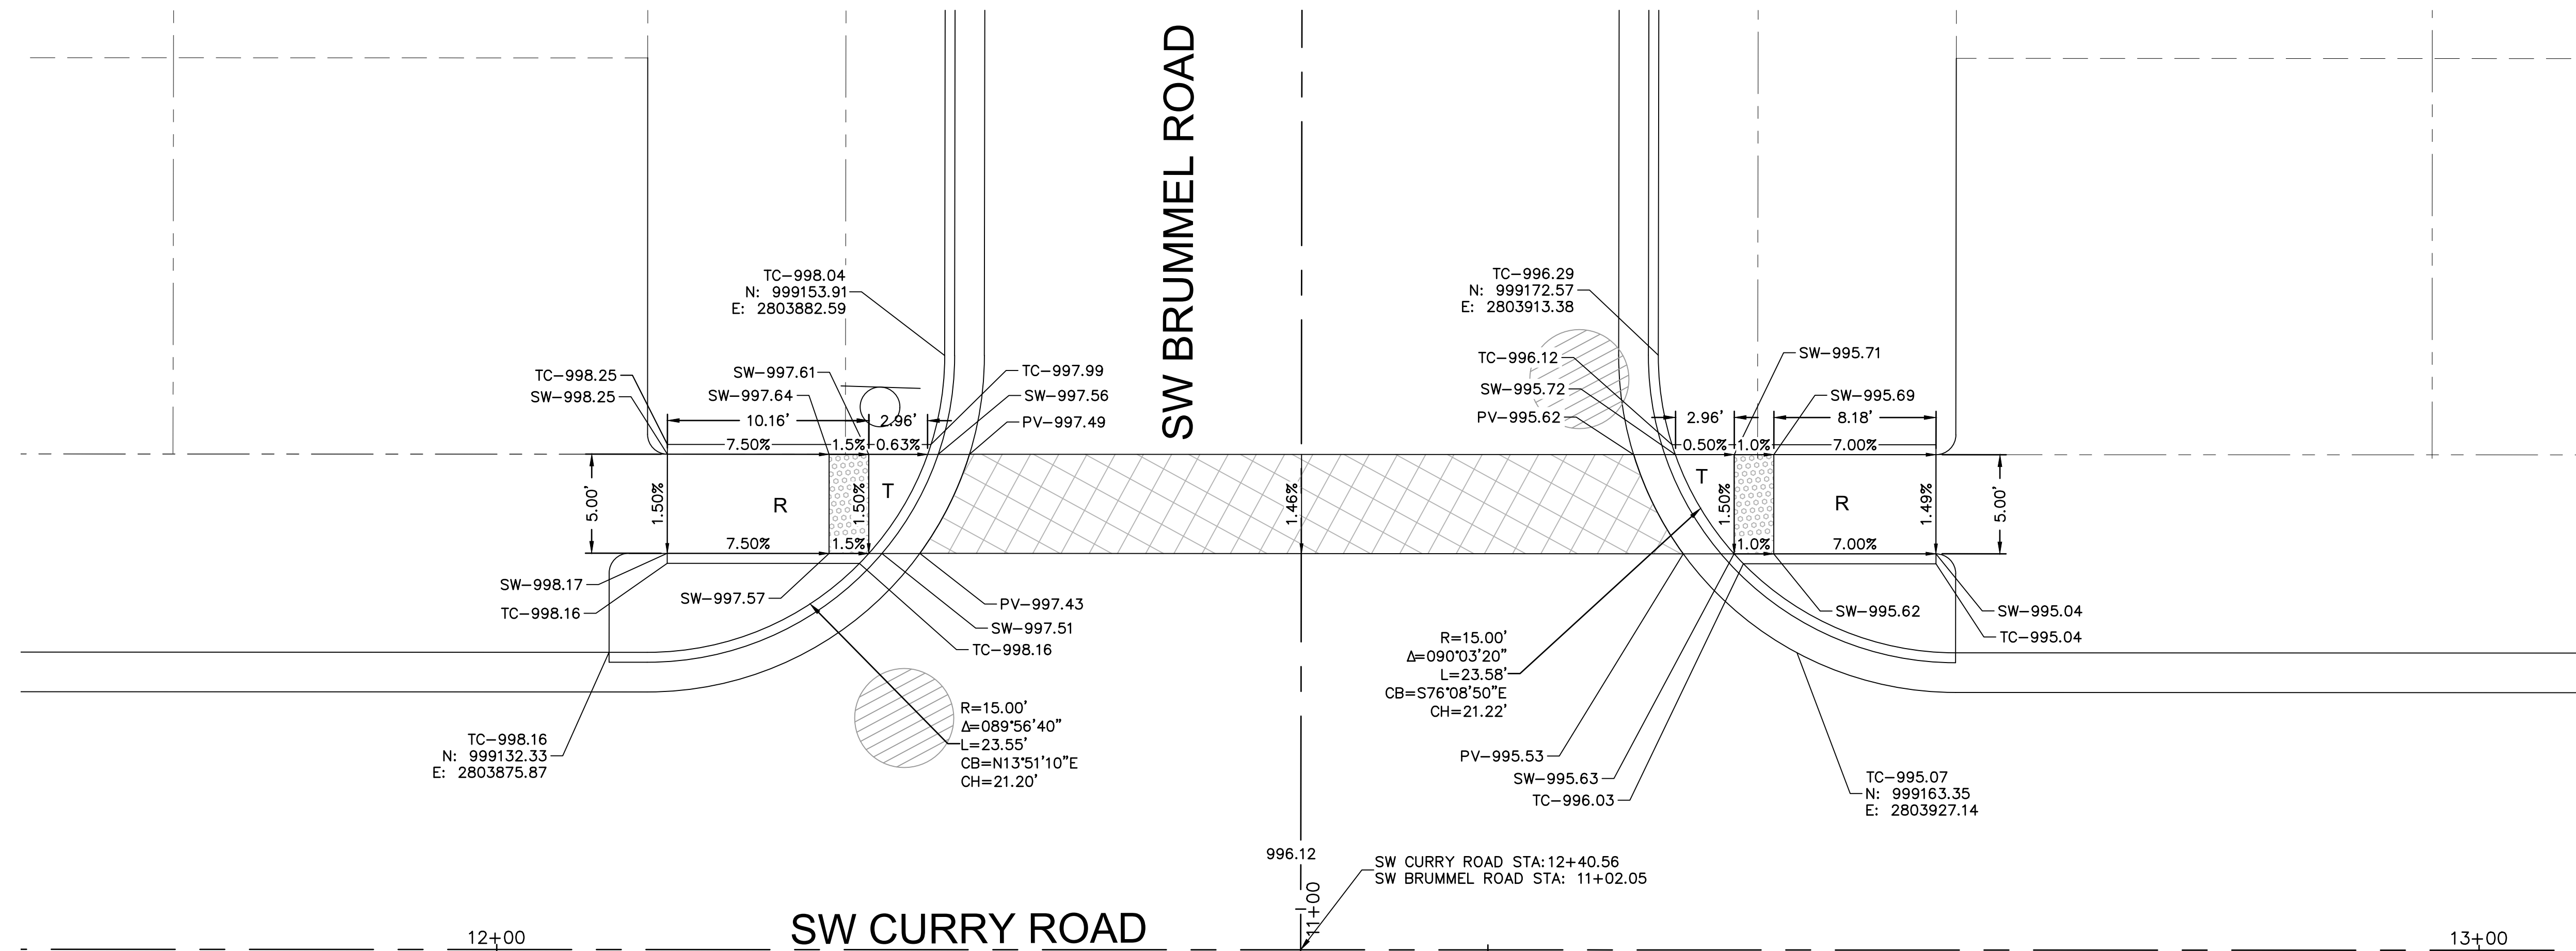 SW BRUMMEL ROAD
TC-998.04
N: 999153.91
E: 2803882.59
TC-996.29
N: 999172.57
E: 2803913.38
TC-998.25
SW-998.25
SW-997.61
SW-997.64
TC-997.99
SW-997.56
PV-997.49
TC-996.12
SW-995.72
PV-995.62
SW-995.71
SW-995.69
10.16'
2.96'
2.96'
8.18'
7.50%
1.5%
0.63%
0.50%
1.0%
7.00%
5.00'
1.50%
R
1.50%
T
1.46%
T
1.50%
R
1.49%
5.00'
7.50%
1.5%
1.0%
7.00%
SW-998.17
TC-998.16
SW-997.57
PV-997.43
SW-997.51
TC-998.16
SW-995.62
SW-995.04
TC-995.04
R=15.00'
Δ=090°03'20"
L=23.58'
CB=S76°08'50"E
CH=21.22'
R=15.00'
Δ=089°56'40"
L=23.55'
CB=N13°51'10"E
CH=21.20'
TC-998.16
N: 999132.33
E: 2803875.87
PV-995.53
SW-995.63
TC-996.03
TC-995.07
N: 999163.35
E: 2803927.14
996.12
11+00
SW CURRY ROAD STA:12+40.56
SW BRUMMEL ROAD STA: 11+02.05
12+00
SW CURRY ROAD
13+00